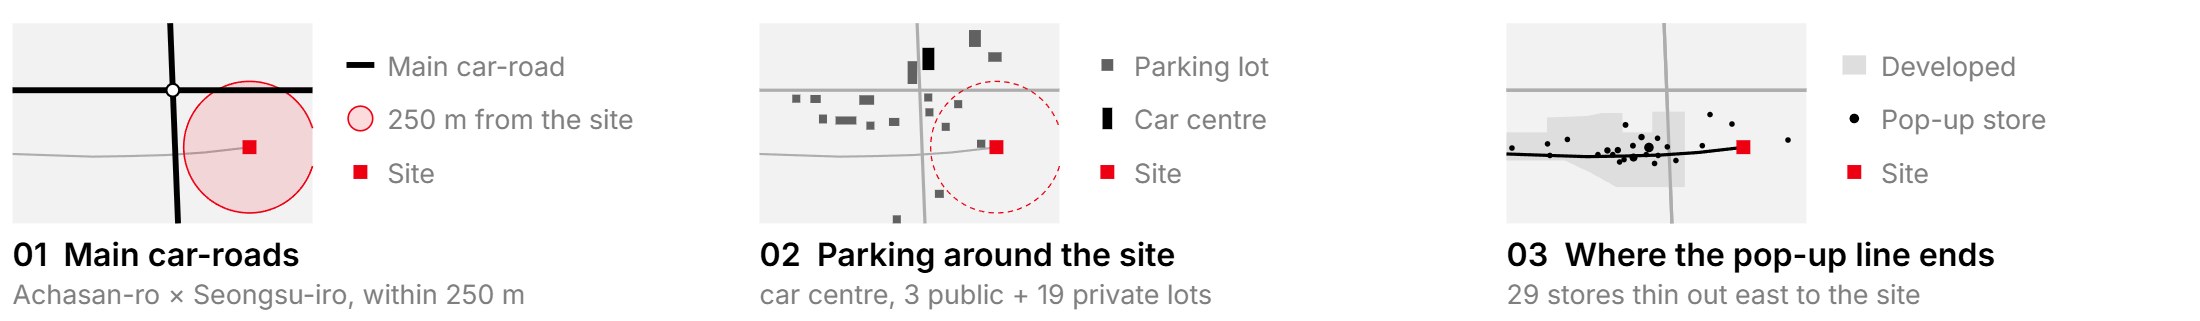 Main car-road
250 m from the site
Site
01 Main car-roads
Achasan-ro × Seongsu-iro, within 250 m
Parking lot
Car centre
Site
02 Parking around the site
car centre, 3 public + 19 private lots
Developed
Pop-up store
Site
03 Where the pop-up line ends
29 stores thin out east to the site